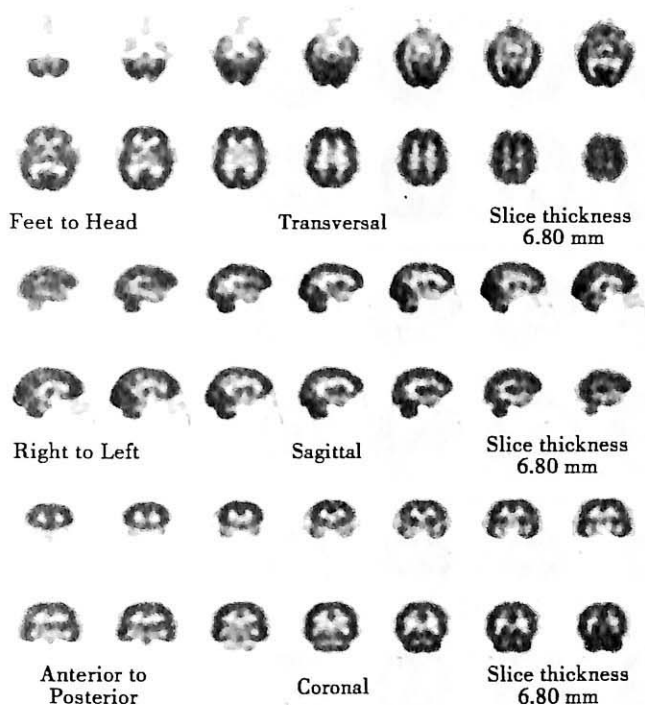 Feet to Head
Transversal
Slice thickness
6.80 mm
Right to Left
Sagittal
Slice thickness
6.80 mm
Anterior to
Posterior
Coronal
Slice thickness
6.80 mm